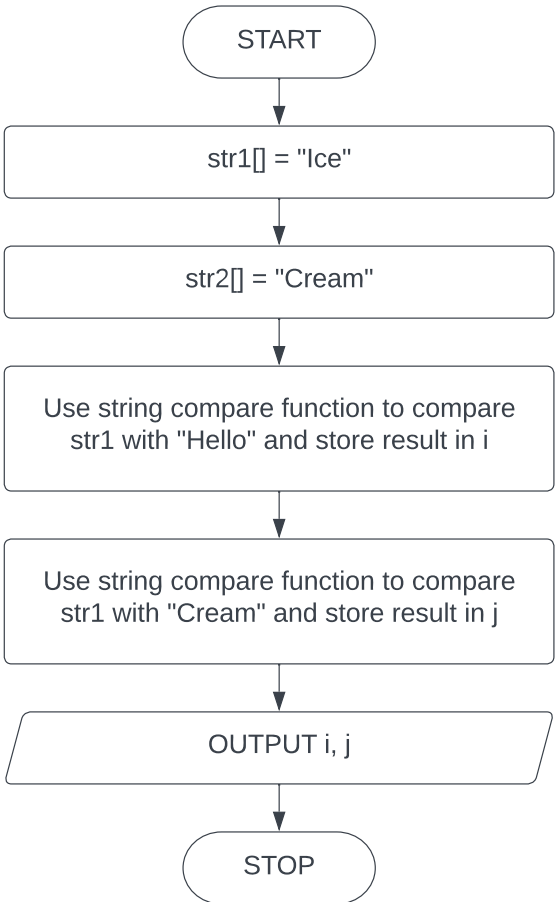 START
str1[] = "Ice"
str2[] = "Cream"
Use string compare function to compare
str1 with "Hello" and store result in i
Use string compare function to compare
str1 with "Cream" and store result in j
OUTPUT i, j
STOP